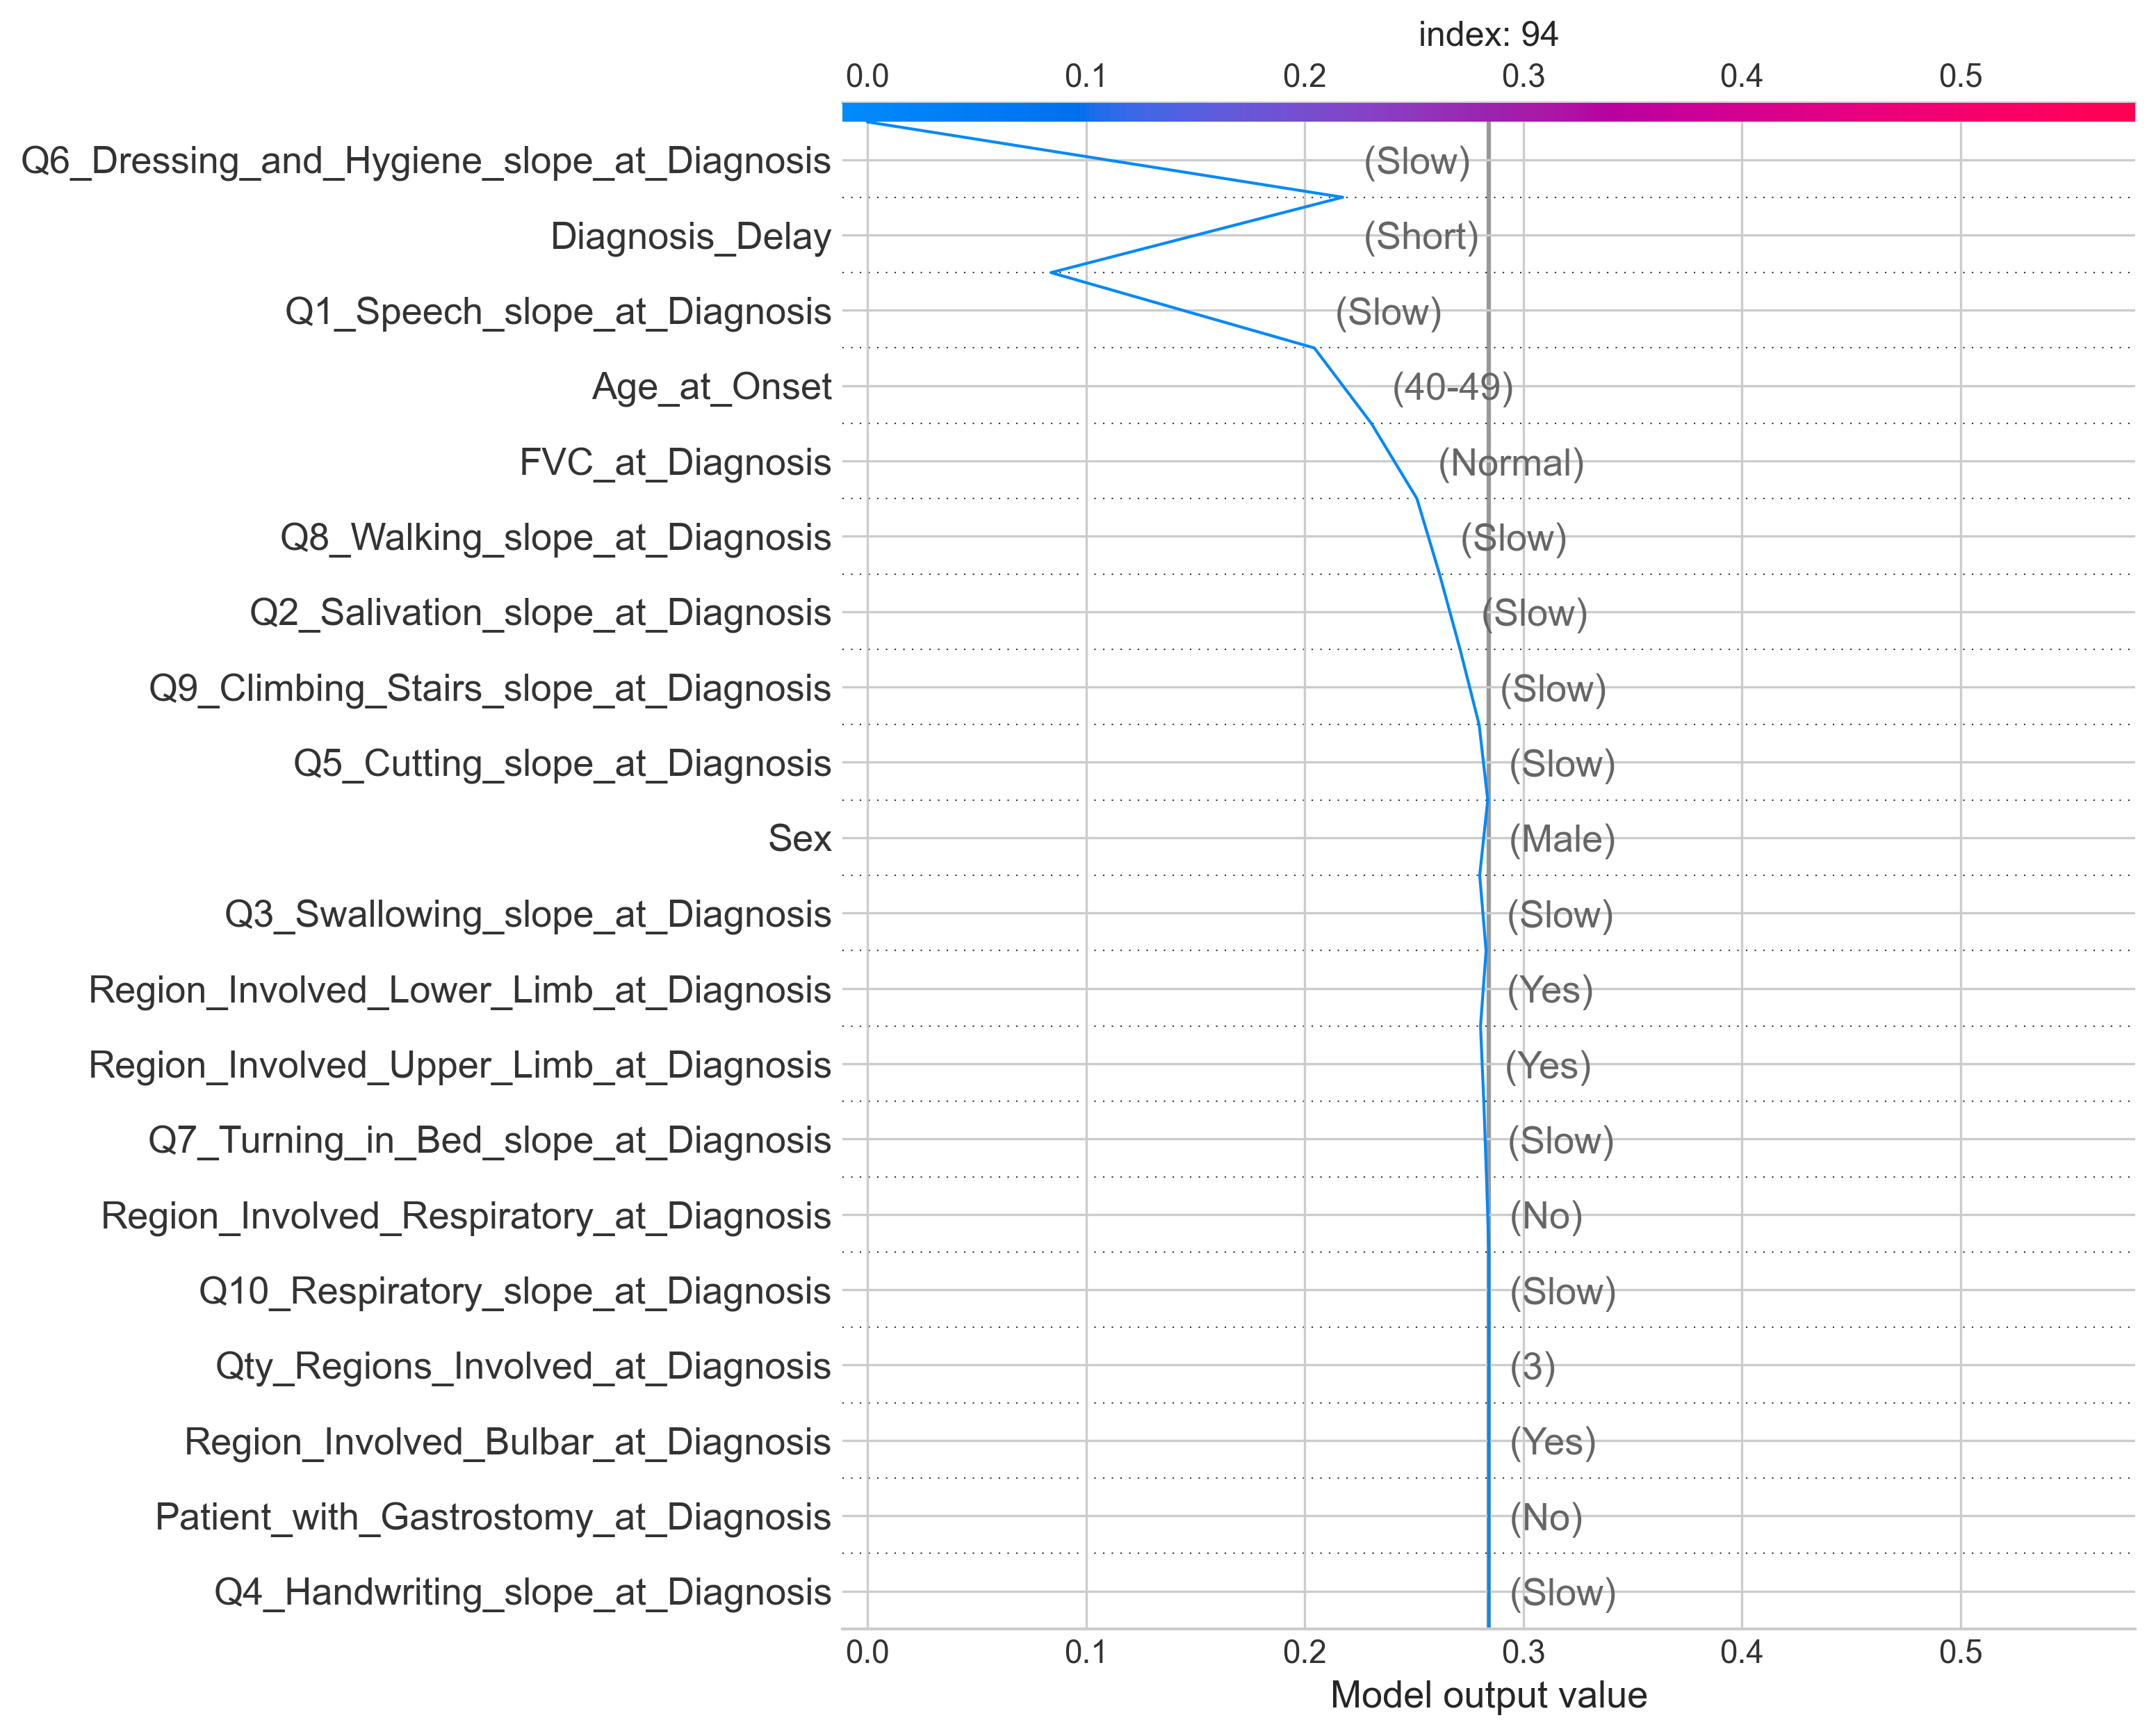 index: 94
0.0 0.1 0.2 0.3 0.4 0.5
Q6_Dressing_and_Hygiene_slope_at_Diagnosis (Slow)
Diagnosis_Delay (Short)
Q1_Speech_slope_at_Diagnosis (Slow)
Age_at_Onset (40-49)
FVC_at_Diagnosis (Normal)
Q8_Walking_slope_at_Diagnosis (Slow)
Q2_Salivation_slope_at_Diagnosis (Slow)
Q9_Climbing_Stairs_slope_at_Diagnosis (Slow)
Q5_Cutting_slope_at_Diagnosis (Slow)
Sex (Male)
Q3_Swallowing_slope_at_Diagnosis (Slow)
Region_Involved_Lower_Limb_at_Diagnosis (Yes)
Region_Involved_Upper_Limb_at_Diagnosis (Yes)
Q7_Turning_in_Bed_slope_at_Diagnosis (Slow)
Region_Involved_Respiratory_at_Diagnosis (No)
Q10_Respiratory_slope_at_Diagnosis (Slow)
Qty_Regions_Involved_at_Diagnosis (3)
Region_Involved_Bulbar_at_Diagnosis (Yes)
Patient_with_Gastrostomy_at_Diagnosis (No)
Q4_Handwriting_slope_at_Diagnosis (Slow)
0.0 0.1 0.2 0.3 0.4 0.5
Model output value